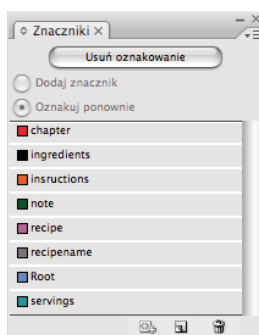 Znaczniki
Usuń oznakowanie
Dodaj znacznik
Oznakuj ponownie
chapter
ingredients
insructions
note
recipe
recipename
Root
servings